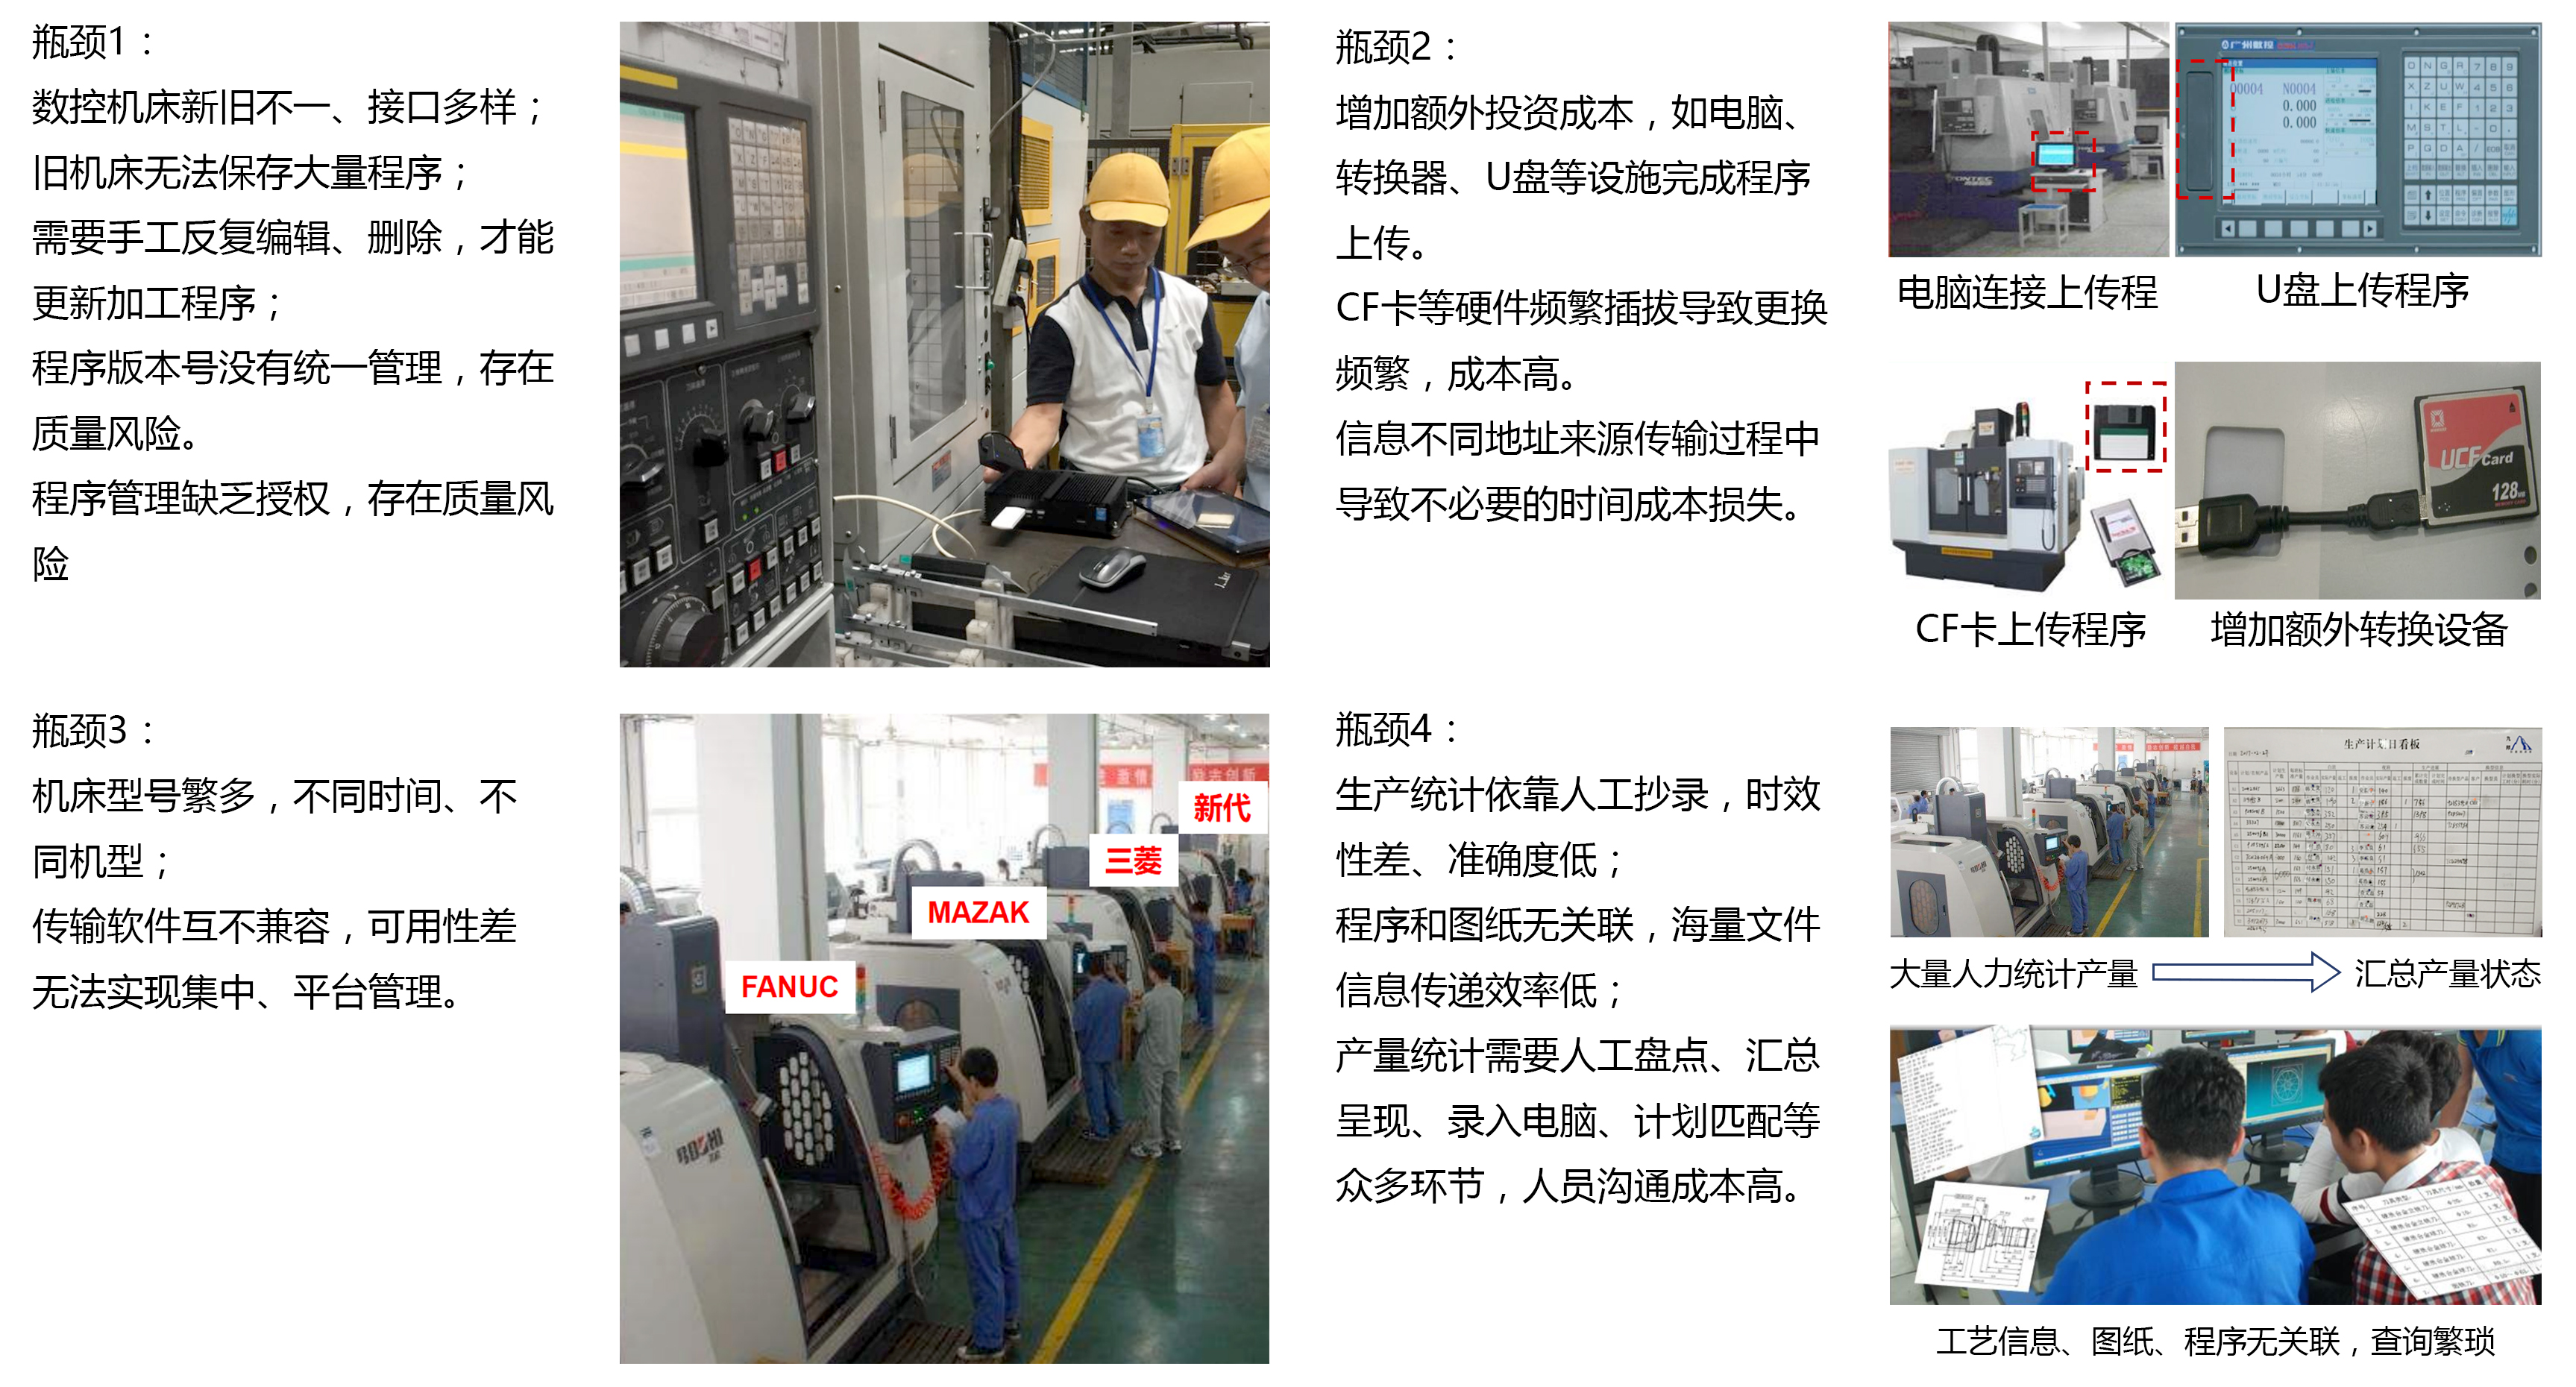 瓶颈1：
数控机床新旧不一、接口多样；
旧机床无法保存大量程序；
需要手工反复编辑、删除，才能
更新加工程序；
程序版本号没有统一管理，存在
质量风险。
程序管理缺乏授权，存在质量风
险
瓶颈2：
增加额外投资成本，如电脑、
转换器、U盘等设施完成程序
上传。
CF卡等硬件频繁插拔导致更换
频繁，成本高。
信息不同地址来源传输过程中
导致不必要的时间成本损失。
广州数控
00004 N0004
0.000
0.000
电脑连接上传程
U盘上传程序
UCF Card
128MB
CF卡上传程序
增加额外转换设备
瓶颈3：
机床型号繁多，不同时间、不
同机型；
传输软件互不兼容，可用性差
无法实现集中、平台管理。
新代
三菱
MAZAK
FANUC
BOCHI
瓶颈4：
生产统计依靠人工抄录，时效
性差、准确度低；
程序和图纸无关联，海量文件
信息传递效率低；
产量统计需要人工盘点、汇总
呈现、录入电脑、计划匹配等
众多环节，人员沟通成本高。
生产计划日看板
大量人力统计产量
汇总产量状态
工艺信息、图纸、程序无关联，查询繁琐